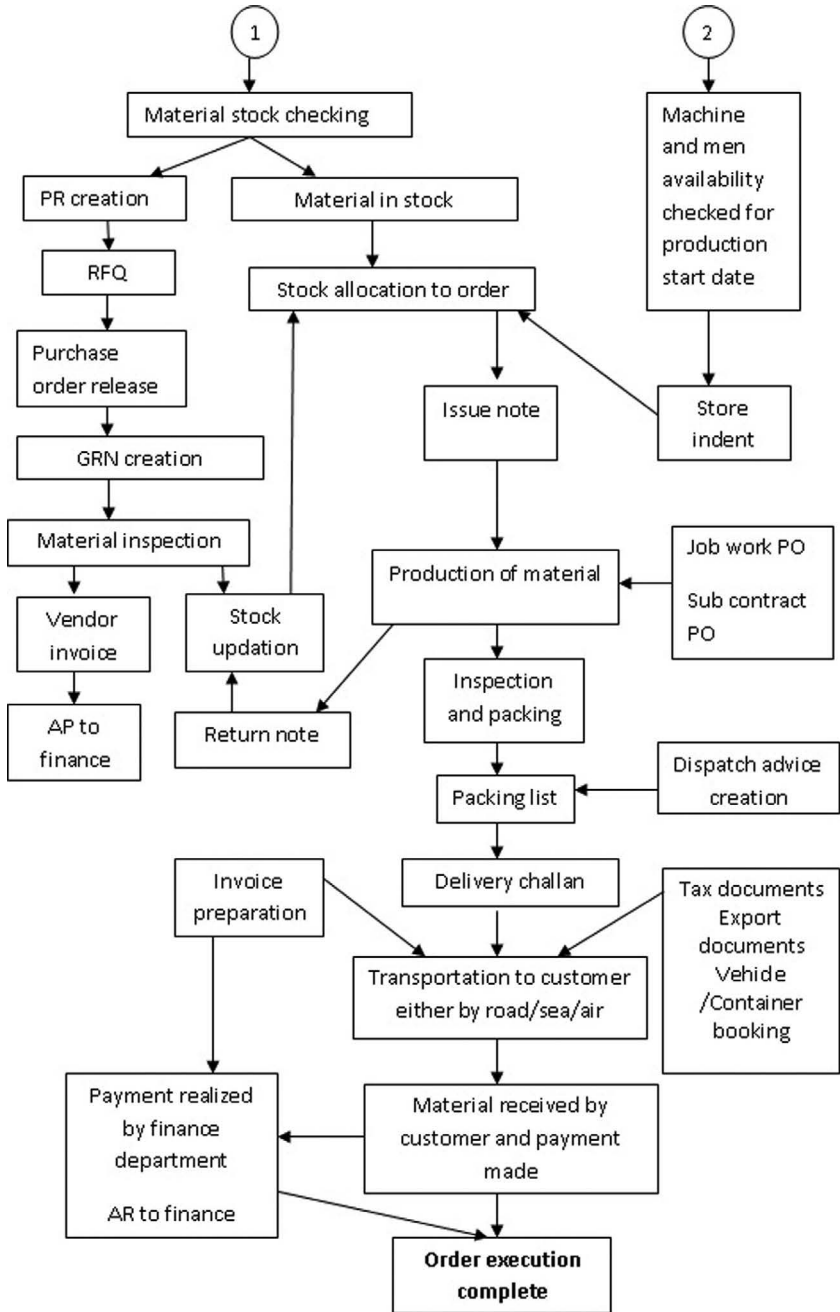 1
2
Material stock checking
Machine
and men
availability
checked for
production
start date
PR creation
Material in stock
RFQ
Stock allocation to order
Purchase
order release
Issue note
Store
indent
GRN creation
Material inspection
Production of material
Job work PO
Sub contract
PO
Vendor
invoice
Stock
updation
Inspection
and packing
AP to
finance
Return note
Packing list
Dispatch advice
creation
Invoice
preparation
Delivery challan
Tax documents
Export
documents
Vehide
/Container
booking
Transportation to customer
either by road/sea/air
Payment realized
by finance
department
AR to finance
Material received by
customer and payment
made
Order execution
complete